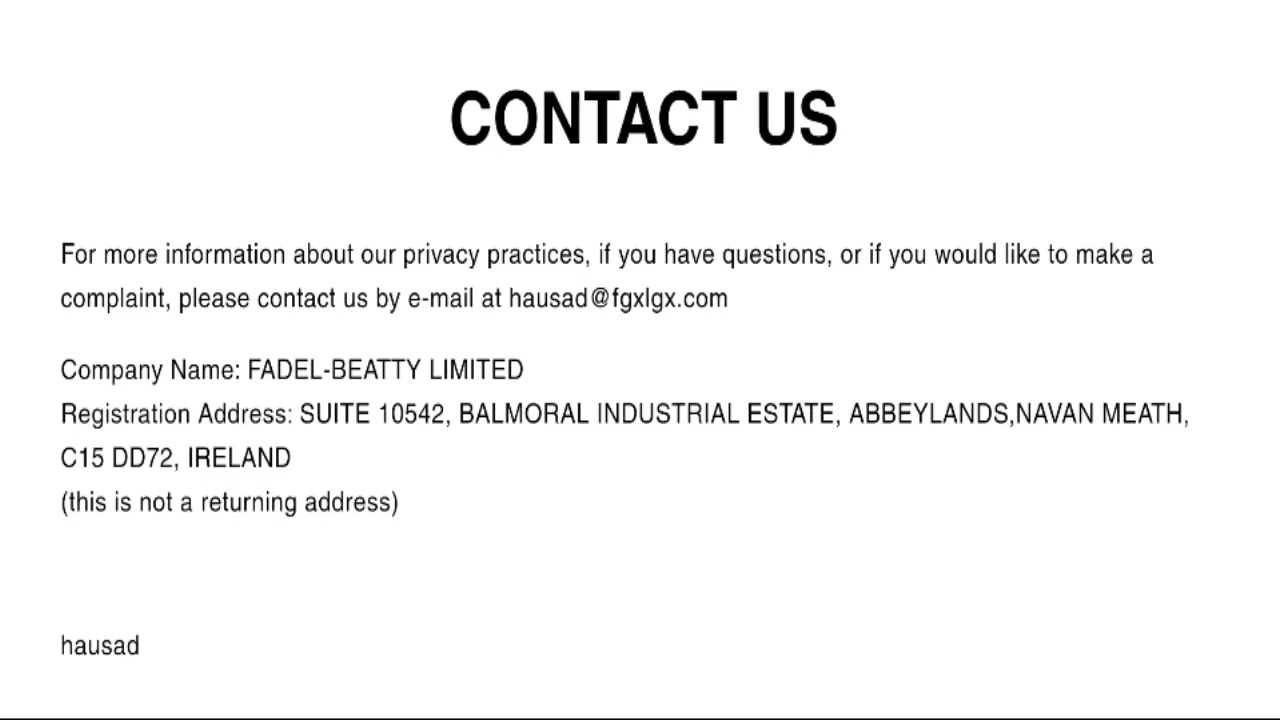 CONTACT US
For more information about our privacy practices, if you have questions, or if you would like to make a
complaint, please contact us by e-mail at hausad@fgxlgx.com
Company Name: FADEL-BEATTY LIMITED
Registration Address: SUITE 10542, BALMORAL INDUSTRIAL ESTATE, ABBEYLANDS,NAVAN MEATH,
C15 DD72, IRELAND
(this is not a returning address)
hausad